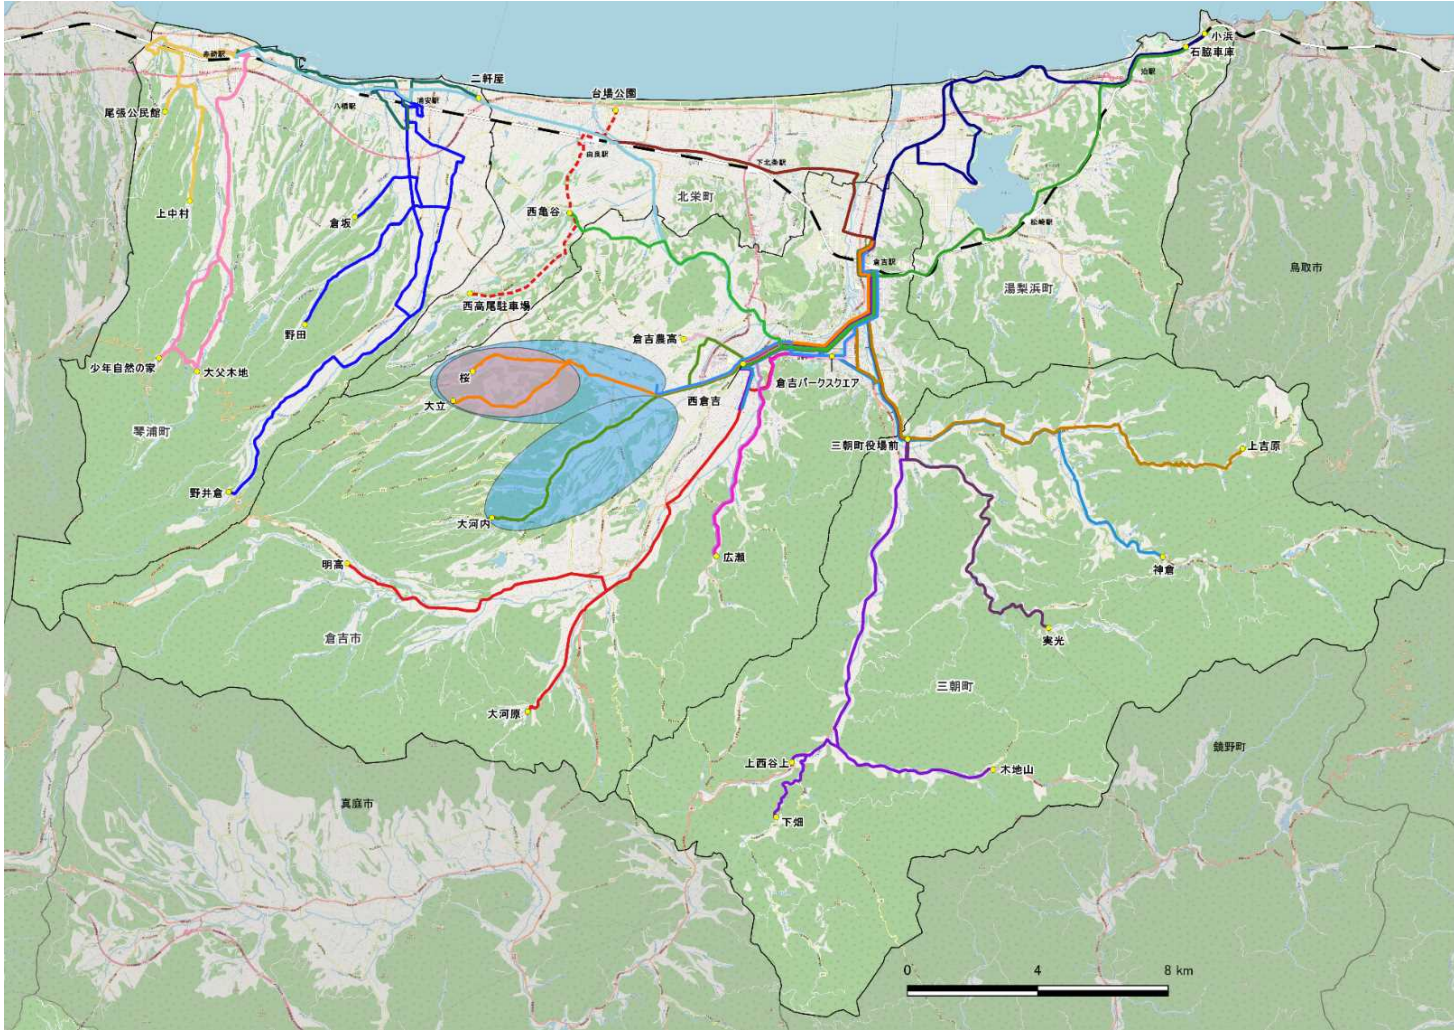 小浜
石脇車庫
赤碕駅
泊駅
二軒屋
台場公園
八橋駅
浦安駅
尾張公民館
由良駅
下北条駅
北栄町
上中村
倉坂
西亀谷
松崎駅
倉吉駅
鳥取市
湯梨浜町
西高尾駐車場
野田
倉吉農高
少年自然の家
大父木地
桜
倉吉パークスクエア
大立
西倉吉
琴浦町
三朝町役場前
上吉原
野井倉
大河内
明高
広瀬
神倉
倉吉市
実光
三朝町
大河原
鏡野町
上西谷上
木地山
真庭市
下畑
0 4 8 km